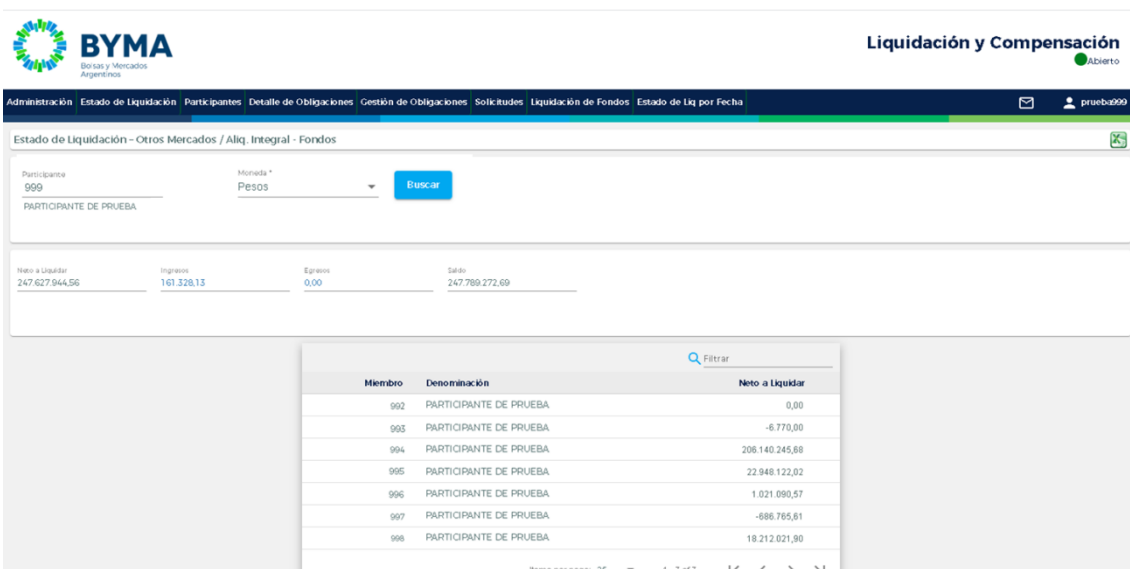 BYMA
Bolsas y Mercados
Argentinos
Liquidación y Compensación
Abierto
Administración Estado de Liquidación Participantes Detalle de Obligaciones Gestión de Obligaciones Solicitudes Liquidación de Fondos Estado de Liq por Fecha prueba999
Estado de Liquidación – Otros Mercados / Aliq. Integral - Fondos
Participante Moneda *
999 Pesos Buscar
PARTICIPANTE DE PRUEBA
Neto a Liquidar Ingresos Egresos Saldo
247.627.944,56 161.328,13 0,00 247.789.272,69
Filtrar
Miembro Denominación Neto a Liquidar
992 PARTICIPANTE DE PRUEBA 0,00
993 PARTICIPANTE DE PRUEBA -6.770,00
994 PARTICIPANTE DE PRUEBA 206.140.245,68
995 PARTICIPANTE DE PRUEBA 22.948.122,02
996 PARTICIPANTE DE PRUEBA 1.021.090,57
997 PARTICIPANTE DE PRUEBA -686.765,61
998 PARTICIPANTE DE PRUEBA 18.212.021,90